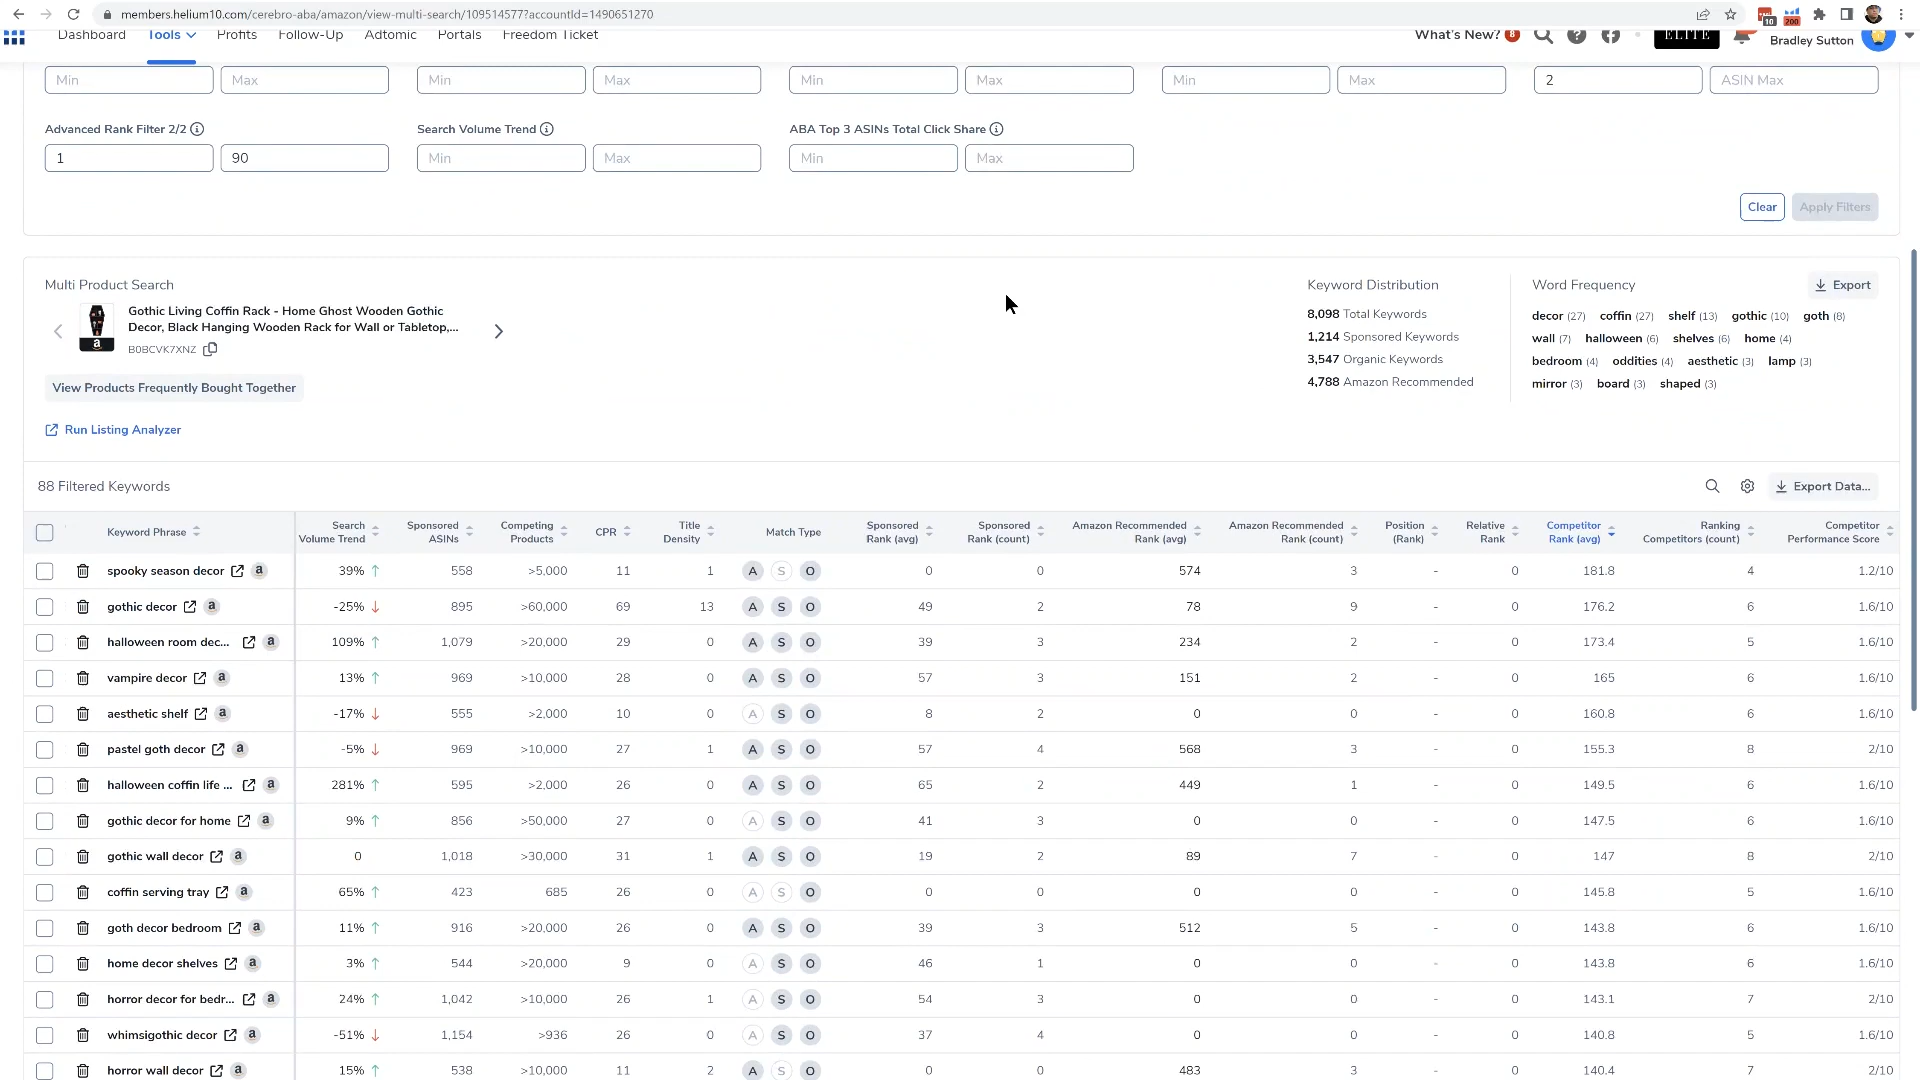 members.helium10.com/cerebro-aba/amazon/view-multi-search/109514577?accountId=1490651270
10
200
Dashboard Tools Profits Follow-Up Adtomic Portals Freedom Ticket
What's New? 8
ELITE
Bradley Sutton
Min Max Min Max Min Max Min Max 2 ASIN Max
Advanced Rank Filter 2/2 Search Volume Trend ABA Top 3 ASINs Total Click Share
1 90 Min Max Min Max
Clear Apply Filters
Multi Product Search
Gothic Living Coffin Rack - Home Ghost Wooden Gothic
Decor, Black Hanging Wooden Rack for Wall or Tabletop,...
B0BCVK7XNZ
View Products Frequently Bought Together
Run Listing Analyzer
Keyword Distribution
8,098 Total Keywords
1,214 Sponsored Keywords
3,547 Organic Keywords
4,788 Amazon Recommended
Word Frequency
Export
decor (27) coffin (27) shelf (13) gothic (10) goth (8)
wall (7) halloween (6) shelves (6) home (4)
bedroom (4) oddities (4) aesthetic (3) lamp (3)
mirror (3) board (3) shaped (3)
88 Filtered Keywords
Export Data...
Keyword Phrase Search Volume Trend Sponsored ASINs Competing Products CPR Title Density Match Type Sponsored Rank (avg) Sponsored Rank (count) Amazon Recommended Rank (avg) Amazon Recommended Rank (count) Position (Rank) Relative Rank Competitor Rank (avg) Ranking Competitors (count) Competitor Performance Score
spooky season decor a 39% ↑ 558 >5,000 11 1 A S O 0 0 574 3 - 0 181.8 4 1.2/10
gothic decor a -25% ↓ 895 >60,000 69 13 A S O 49 2 78 9 - 0 176.2 6 1.6/10
halloween room dec... a 109% ↑ 1,079 >20,000 29 0 A S O 39 3 234 2 - 0 173.4 5 1.6/10
vampire decor a 13% ↑ 969 >10,000 28 0 A S O 57 3 151 2 - 0 165 6 1.6/10
aesthetic shelf a -17% ↓ 555 >2,000 10 0 A S O 8 2 0 0 - 0 160.8 6 1.6/10
pastel goth decor a -5% ↓ 969 >10,000 27 1 A S O 57 4 568 3 - 0 155.3 8 2/10
halloween coffin life ... a 281% ↑ 595 >2,000 26 0 A S O 65 2 449 1 - 0 149.5 6 1.6/10
gothic decor for home a 9% ↑ 856 >50,000 27 0 A S O 41 3 0 0 - 0 147.5 6 1.6/10
gothic wall decor a 0 1,018 >30,000 31 1 A S O 19 2 89 7 - 0 147 8 2/10
coffin serving tray a 65% ↑ 423 685 26 0 A S O 0 0 0 0 - 0 145.8 5 1.6/10
goth decor bedroom a 11% ↑ 916 >20,000 26 0 A S O 39 3 512 5 - 0 143.8 6 1.6/10
home decor shelves a 3% ↑ 544 >20,000 9 0 A S O 46 1 0 0 - 0 143.8 6 1.6/10
horror decor for bedr... a 24% ↑ 1,042 >10,000 26 1 A S O 54 3 0 0 - 0 143.1 7 2/10
whimsigothic decor a -51% ↓ 1,154 >936 26 0 A S O 37 4 0 0 - 0 140.8 5 1.6/10
horror wall decor a 15% ↑ 538 >10,000 11 2 A S O 0 0 483 3 - 0 140.4 7 2/10